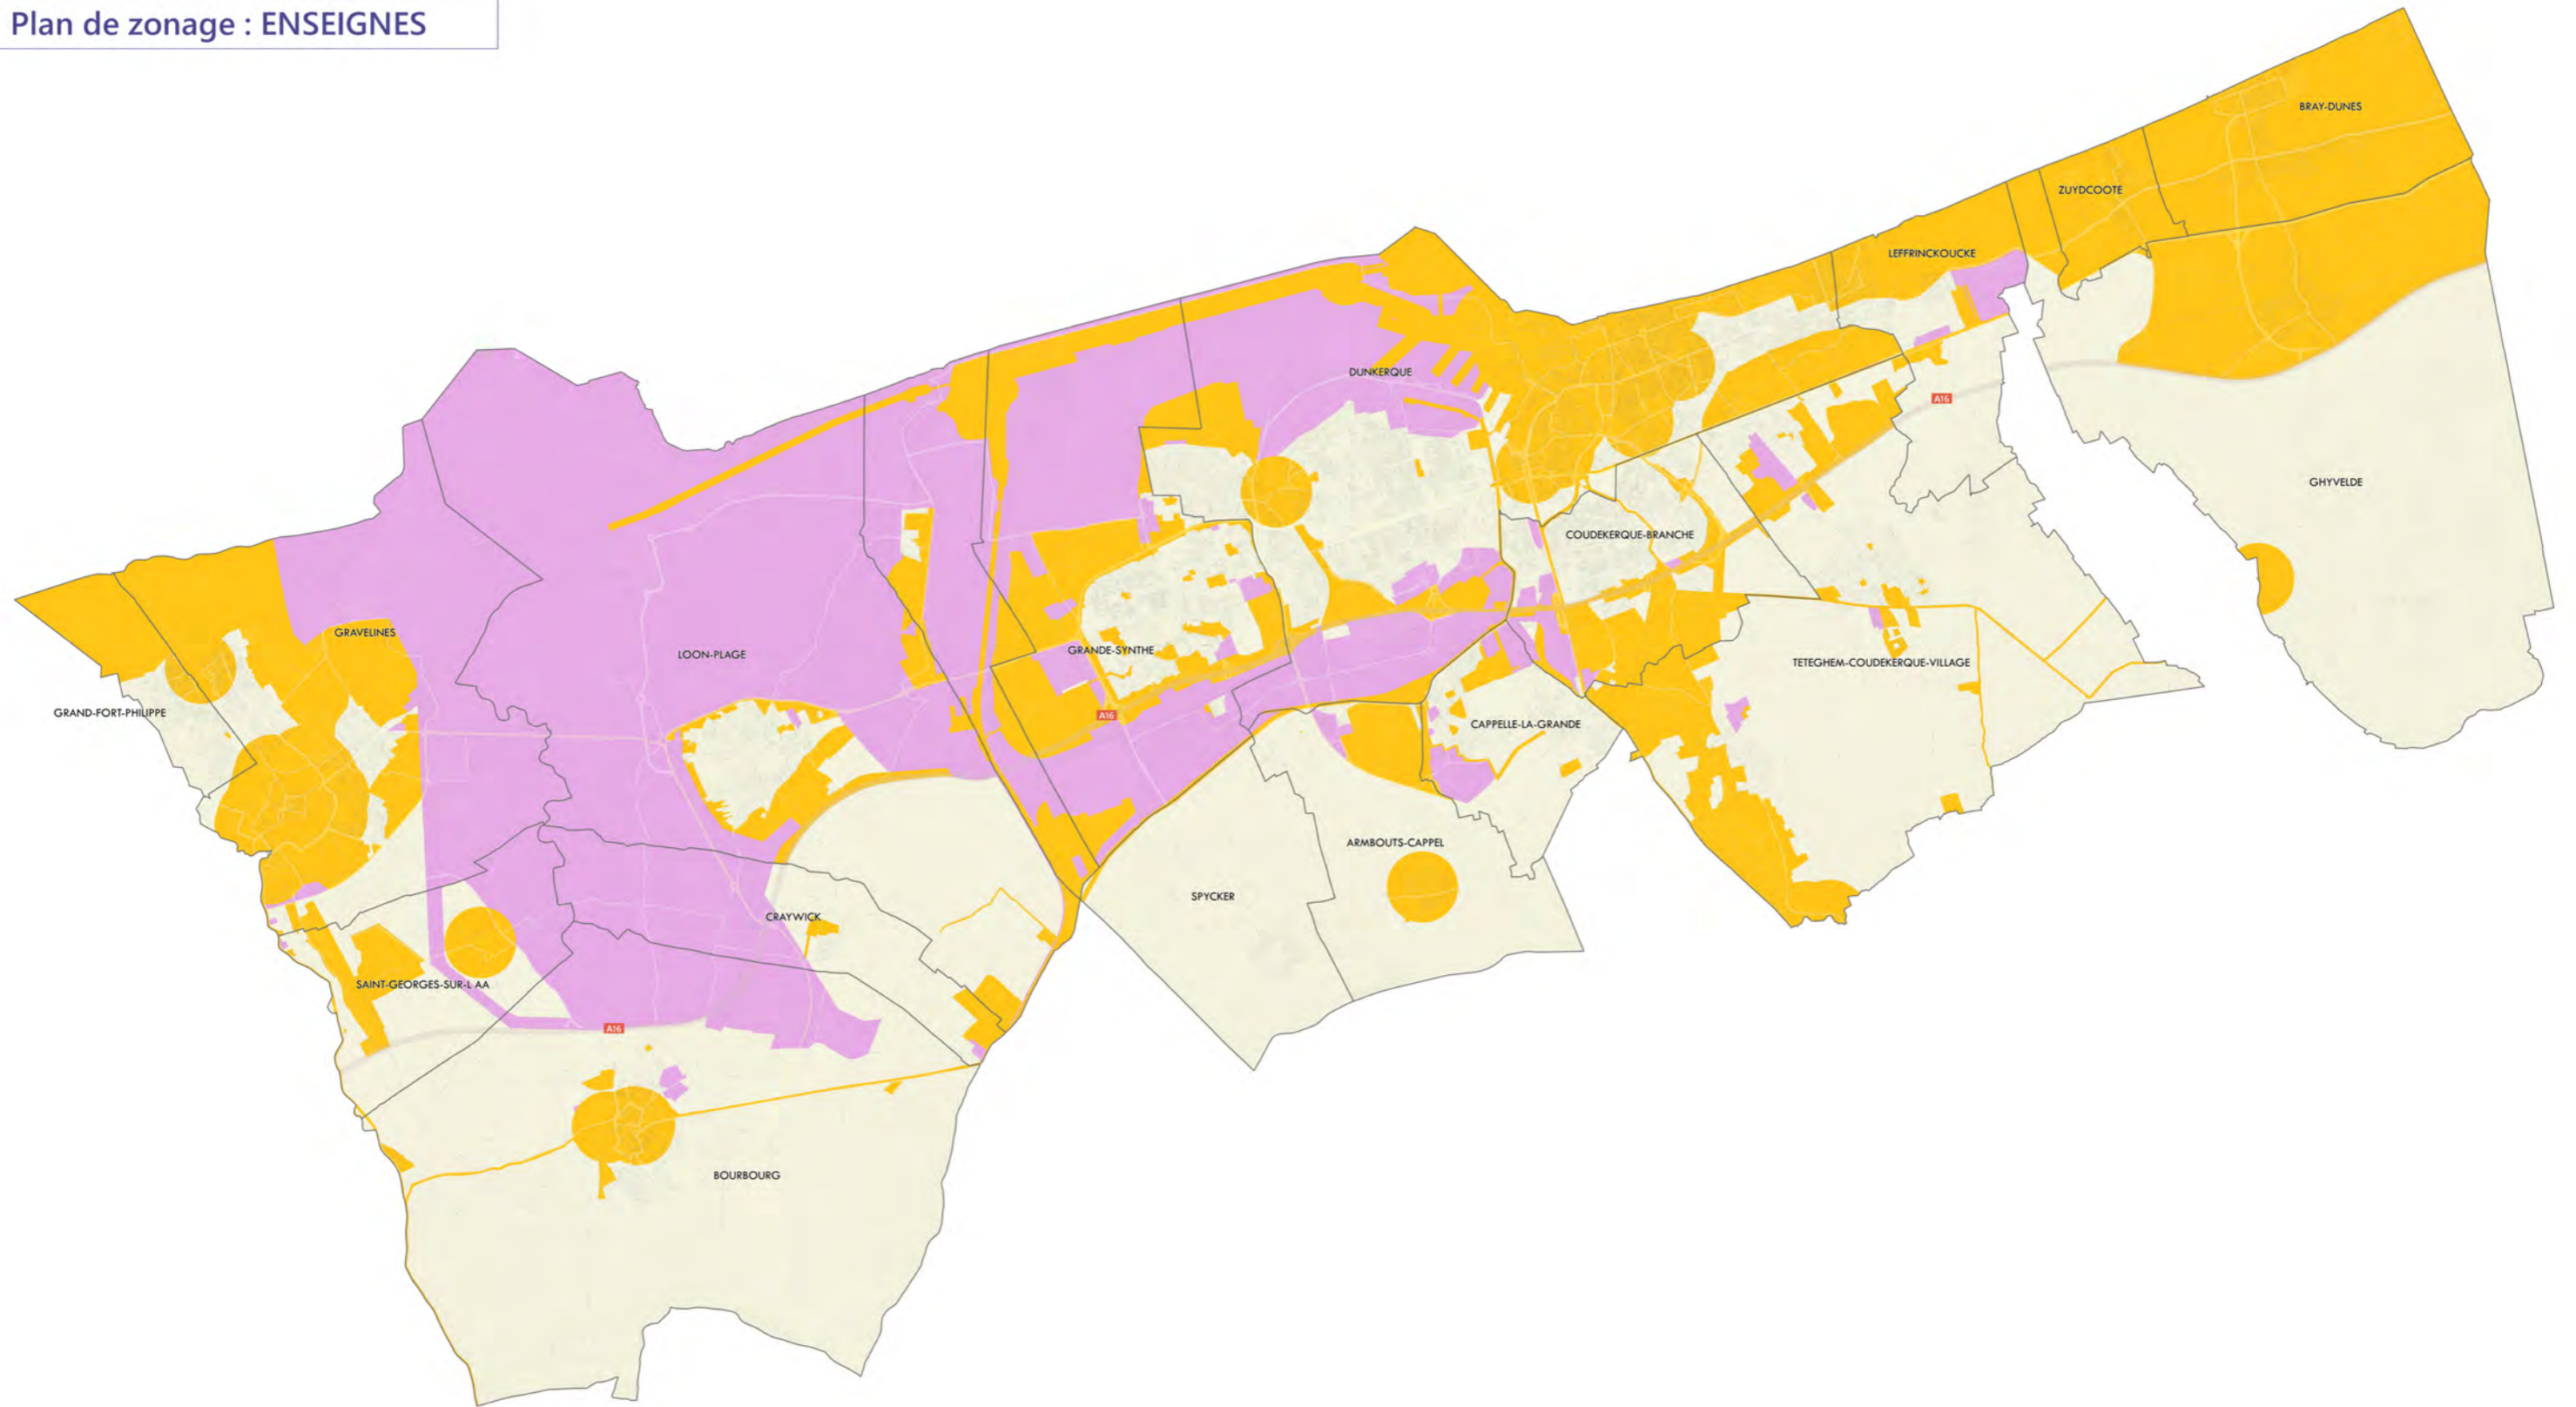 Plan de zonage : ENSEIGNES
BRAY-DUNES
ZUYDCOOTE
LEFFRINCKOUCKE
DUNKERQUE
A16
GHYVELDE
COUDEKERQUE-BRANCHE
GRAVELINES
LOON-PLAGE
GRANDE-SYNTHE
TETEGHEM-COUDEKERQUE-VILLAGE
GRAND-FORT-PHILIPPE
A16
CAPPELLE-LA-GRANDE
ARMBOUTS-CAPPEL
SPYCKER
CRAYWICK
SAINT-GEORGES-SUR-L AA
A16
BOURBOURG